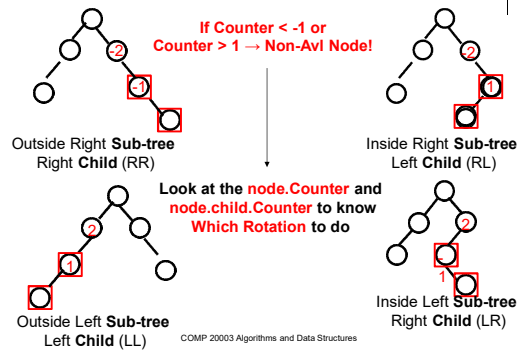 If Counter < -1 or
Counter > 1 → Non-Avl Node!
-2
-1
Outside Right Sub-tree
Right Child (RR)
-2
1
Inside Right Sub-tree
Left Child (RL)
Look at the node.Counter and
node.child.Counter to know
Which Rotation to do
2
1
Outside Left Sub-tree
Left Child (LL)
2
-
1
Inside Left Sub-tree
Right Child (LR)
COMP 20003 Algorithms and Data Structures